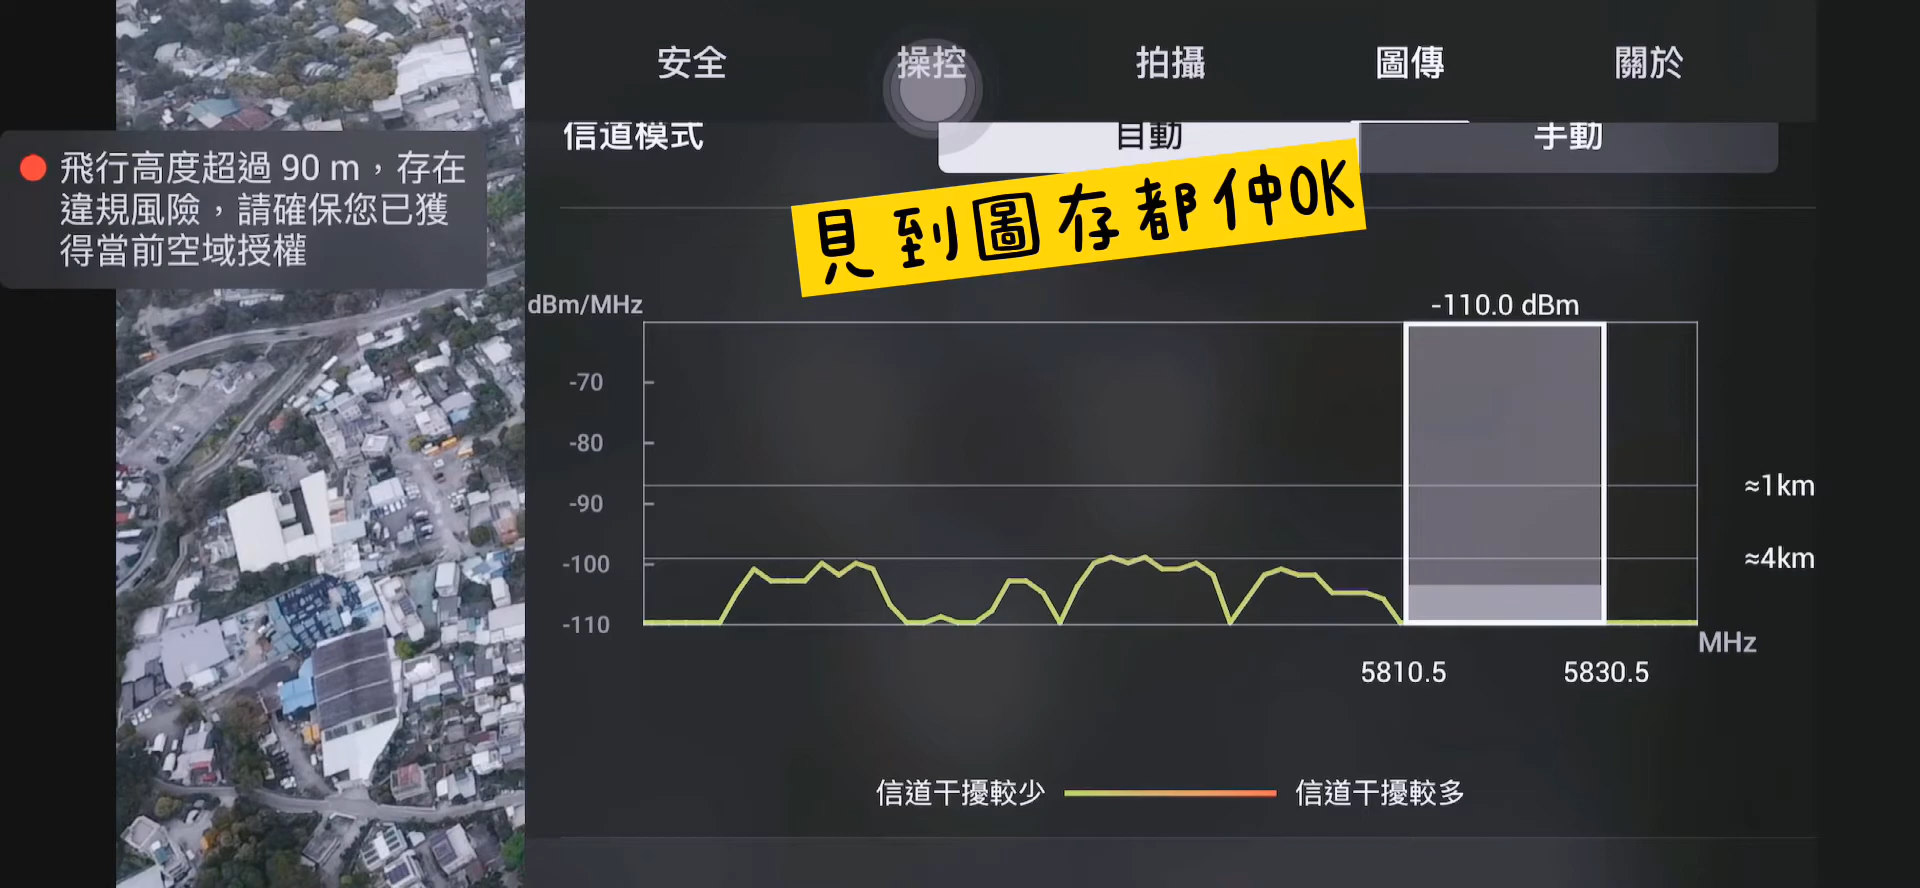 安全 操控 拍攝 圖傳 關於
信道模式 自動 手動
飛行高度超過 90 m，存在
違規風險，請確保您已獲
得當前空域授權
見到圖存都仲OK
dBm/MHz
-110.0 dBm
-70
-80
-90
-100
-110
≈1km
≈4km
MHz
5810.5 5830.5
信道干擾較少 信道干擾較多